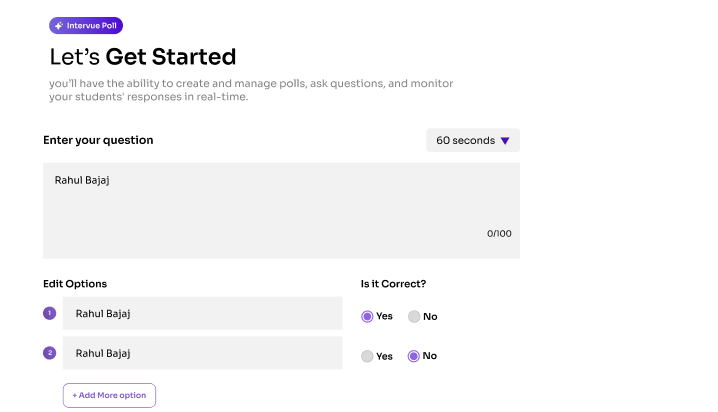 Intervue Poll
Let's Get Started
you'll have the ability to create and manage polls, ask questions, and monitor
your students' responses in real-time.
Enter your question
60 seconds
Rahul Bajaj
0/100
Edit Options
Is it Correct?
1 Rahul Bajaj
Yes No
2 Rahul Bajaj
Yes No
+ Add More option